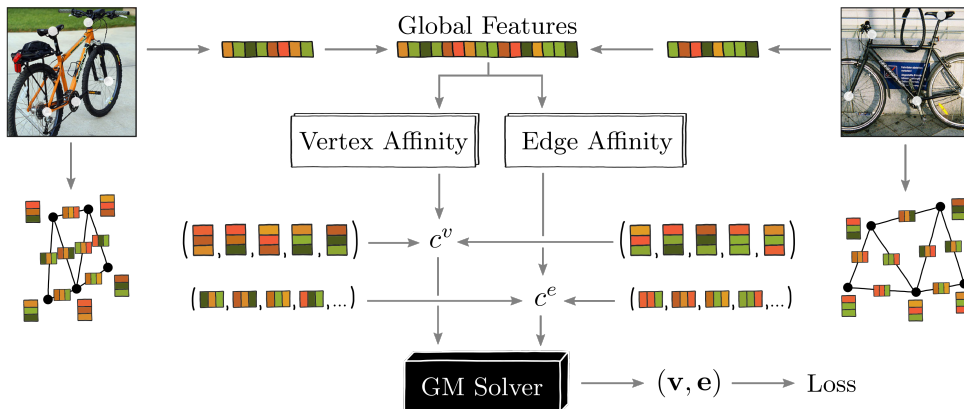 Global Features
Vertex Affinity
Edge Affinity
( , , , , )
c^v
( , , , , )
( , , , ,...)
c^e
( , , , ,...)
GM Solver
(v, e)
Loss